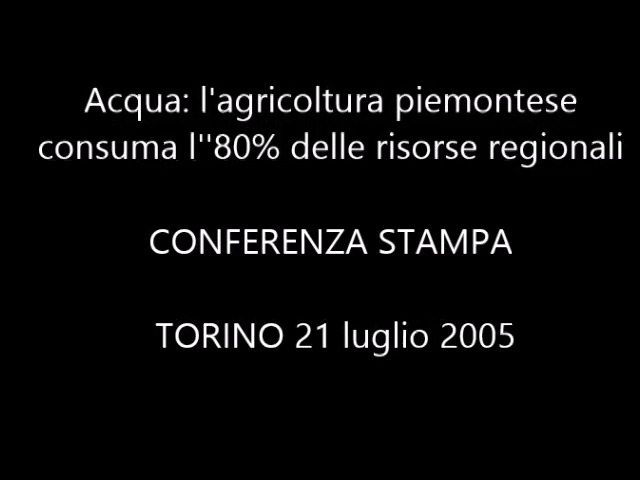 Acqua: l'agricoltura piemontese
consuma l''80% delle risorse regionali
CONFERENZA STAMPA
TORINO 21 luglio 2005